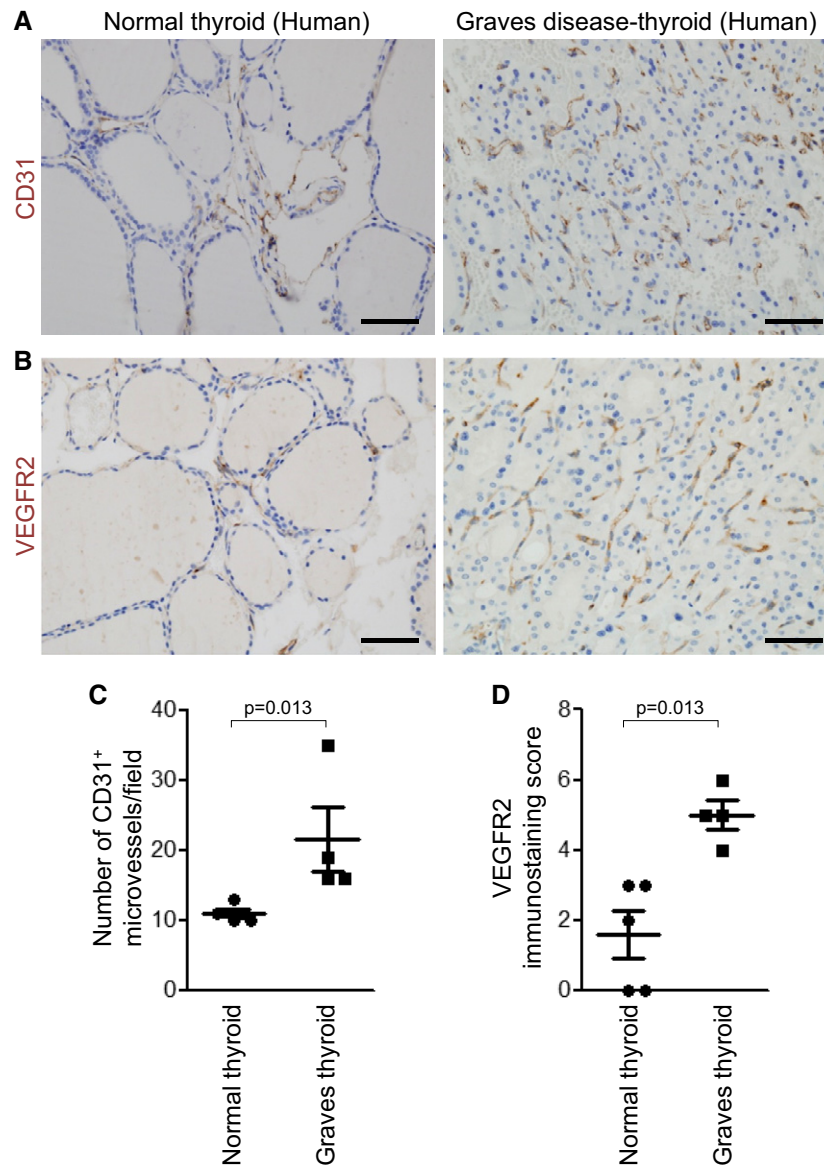 A
Normal thyroid (Human)
Graves disease-thyroid (Human)
CD31
B
VEGFR2
C
Number of CD31⁺
microvessels/field
40
30
20
10
0
p=0.013
Normal thyroid
Graves thyroid
D
VEGFR2
immunostaining score
8
6
4
2
0
p=0.013
Normal thyroid
Graves thyroid